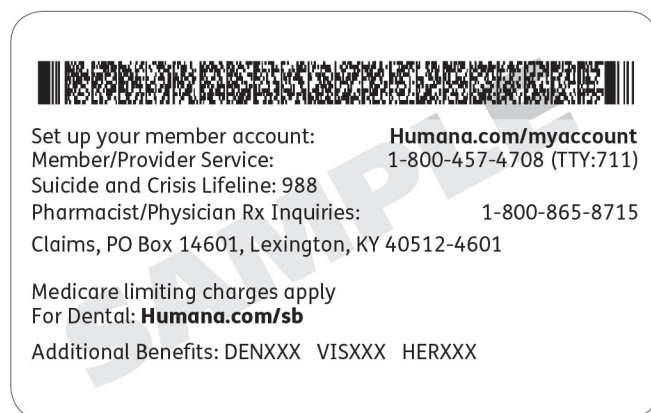 Set up your member account: Humana.com/myaccount
Member/Provider Service: 1-800-457-4708 (TTY:711)
Suicide and Crisis Lifeline: 988
Pharmacist/Physician Rx Inquiries: 1-800-865-8715
Claims, PO Box 14601, Lexington, KY 40512-4601
Medicare limiting charges apply
For Dental: Humana.com/sb
Additional Benefits: DENXXX VISXXX HERXXX
SAMPLE